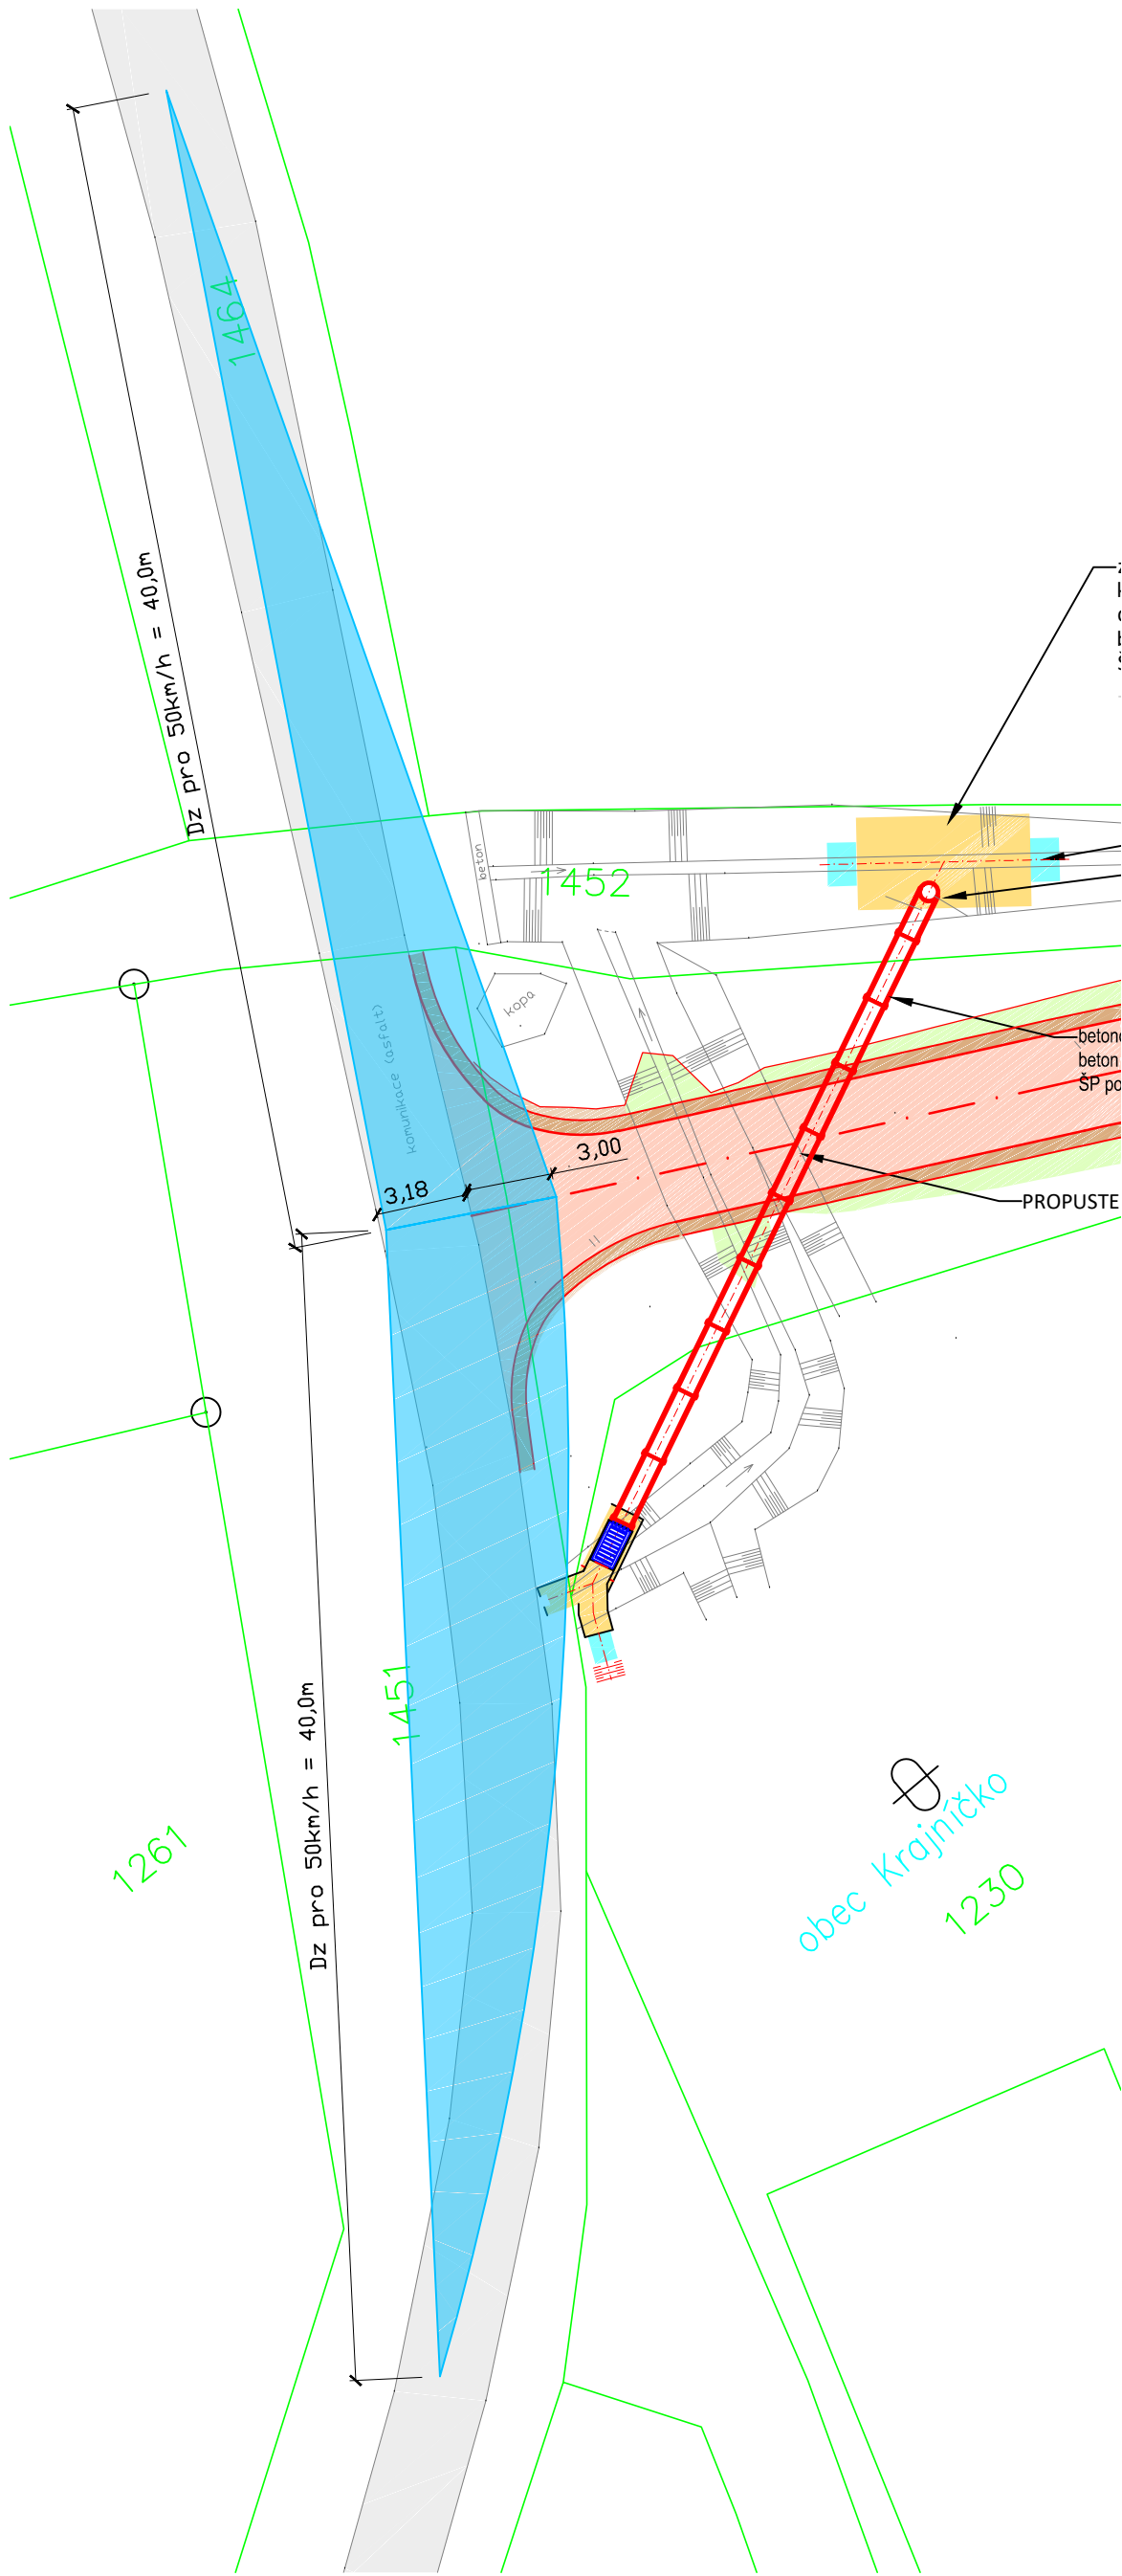 1464
Dz pro 50km/h = 40,0m
beton
1452
kopa
komunikace (asfalt)
beton
ŠP po
3,00
3,18
PROPUSTE
1451
Dz pro 50km/h = 40,0m
1261
obec Krajníčko
1230